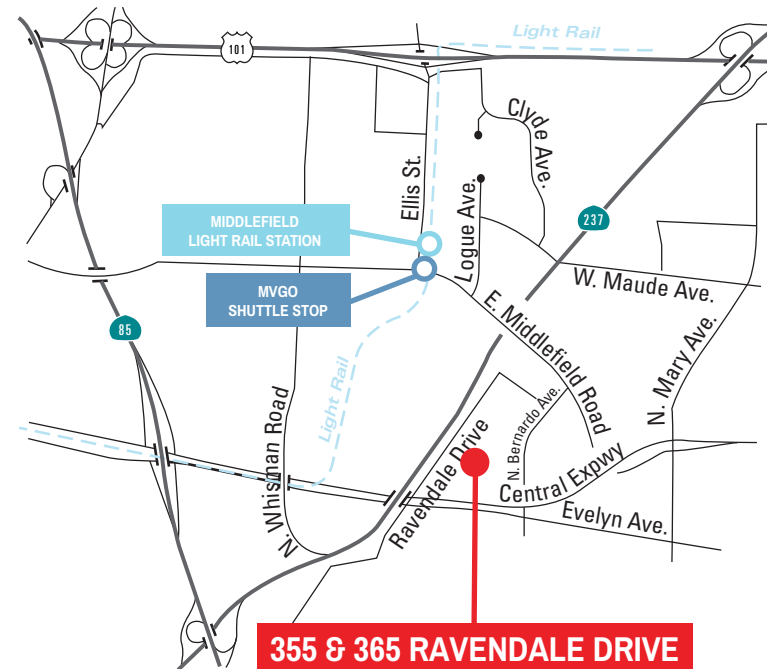 Light Rail
101
Clyde Ave.
Ellis St.
Logue Ave.
MIDDLEFIELD
LIGHT RAIL STATION
237
MVGO
SHUTTLE STOP
W. Maude Ave.
85
E. Middlefield Road
N. Mary Ave.
Light Rail
N. Whisman Road
N. Bernardo Ave.
Ravendale Drive
Central Expwy
Evelyn Ave.
355 & 365 RAVENDALE DRIVE